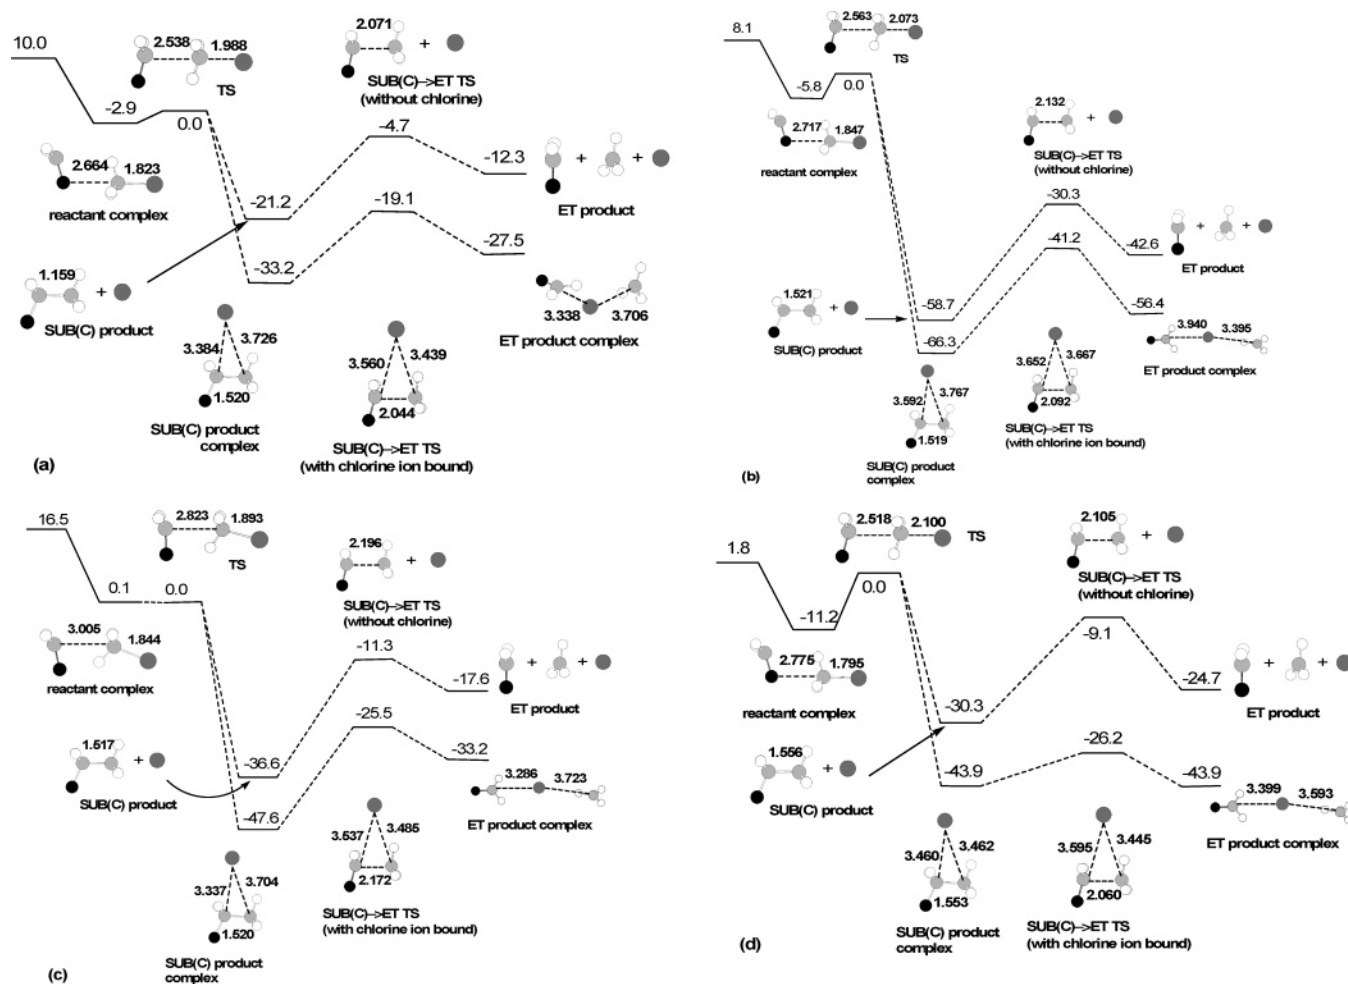 10.0
2.538
1.988
TS
-2.9
0.0
2.071
+
SUB(C)–>ET TS
(without chlorine)
-4.7
-12.3
+
+
ET product
2.664
1.823
reactant complex
-21.2
-19.1
-27.5
-33.2
1.159
+
SUB(C) product
3.338
3.706
ET product complex
3.384
3.726
1.520
SUB(C) product
complex
3.560
3.439
2.044
SUB(C)–>ET TS
(with chlorine ion bound)
(a)
8.1
2.563
2.073
TS
-5.8
0.0
2.717
1.847
reactant complex
2.132
+
SUB(C)–>ET TS
(without chlorine)
-30.3
-41.2
-42.6
+
+
ET product
1.521
+
SUB(C) product
-58.7
-66.3
-56.4
3.940
3.395
ET product complex
3.592
3.767
1.519
SUB(C) product
complex
3.652
3.667
2.092
SUB(C)–>ET TS
(with chlorine ion bound)
(b)
16.5
2.823
1.893
TS
0.1
0.0
3.005
1.844
reactant complex
2.196
+
SUB(C)–>ET TS
(without chlorine)
-11.3
-17.6
+
+
ET product
1.517
+
SUB(C) product
-36.6
-25.5
-33.2
-47.6
3.286
3.723
ET product complex
3.337
3.704
1.520
SUB(C) product
complex
3.537
3.485
2.172
SUB(C)–>ET TS
(with chlorine ion bound)
(c)
1.8
2.518
2.100
TS
-11.2
0.0
2.775
1.795
reactant complex
2.105
+
SUB(C)–>ET TS
(without chlorine)
-9.1
-24.7
+
+
ET product
1.556
+
SUB(C) product
-30.3
-26.2
-43.9
-43.9
3.399
3.593
ET product complex
3.460
3.462
1.553
SUB(C) product
complex
3.595
3.445
2.060
SUB(C)–>ET TS
(with chlorine ion bound)
(d)